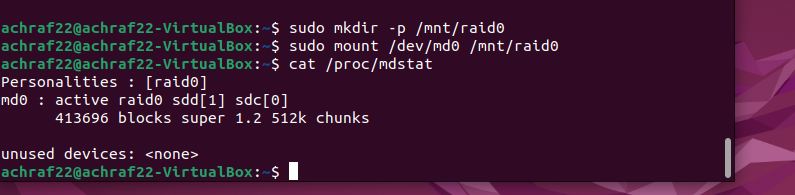 achraf22@achraf22-VirtualBox:~$ sudo mkdir -p /mnt/raid0
achraf22@achraf22-VirtualBox:~$ sudo mount /dev/md0 /mnt/raid0
achraf22@achraf22-VirtualBox:~$ cat /proc/mdstat
Personalities : [raid0]
md0 : active raid0 sdd[1] sdc[0]
      413696 blocks super 1.2 512k chunks

unused devices: <none>
achraf22@achraf22-VirtualBox:~$